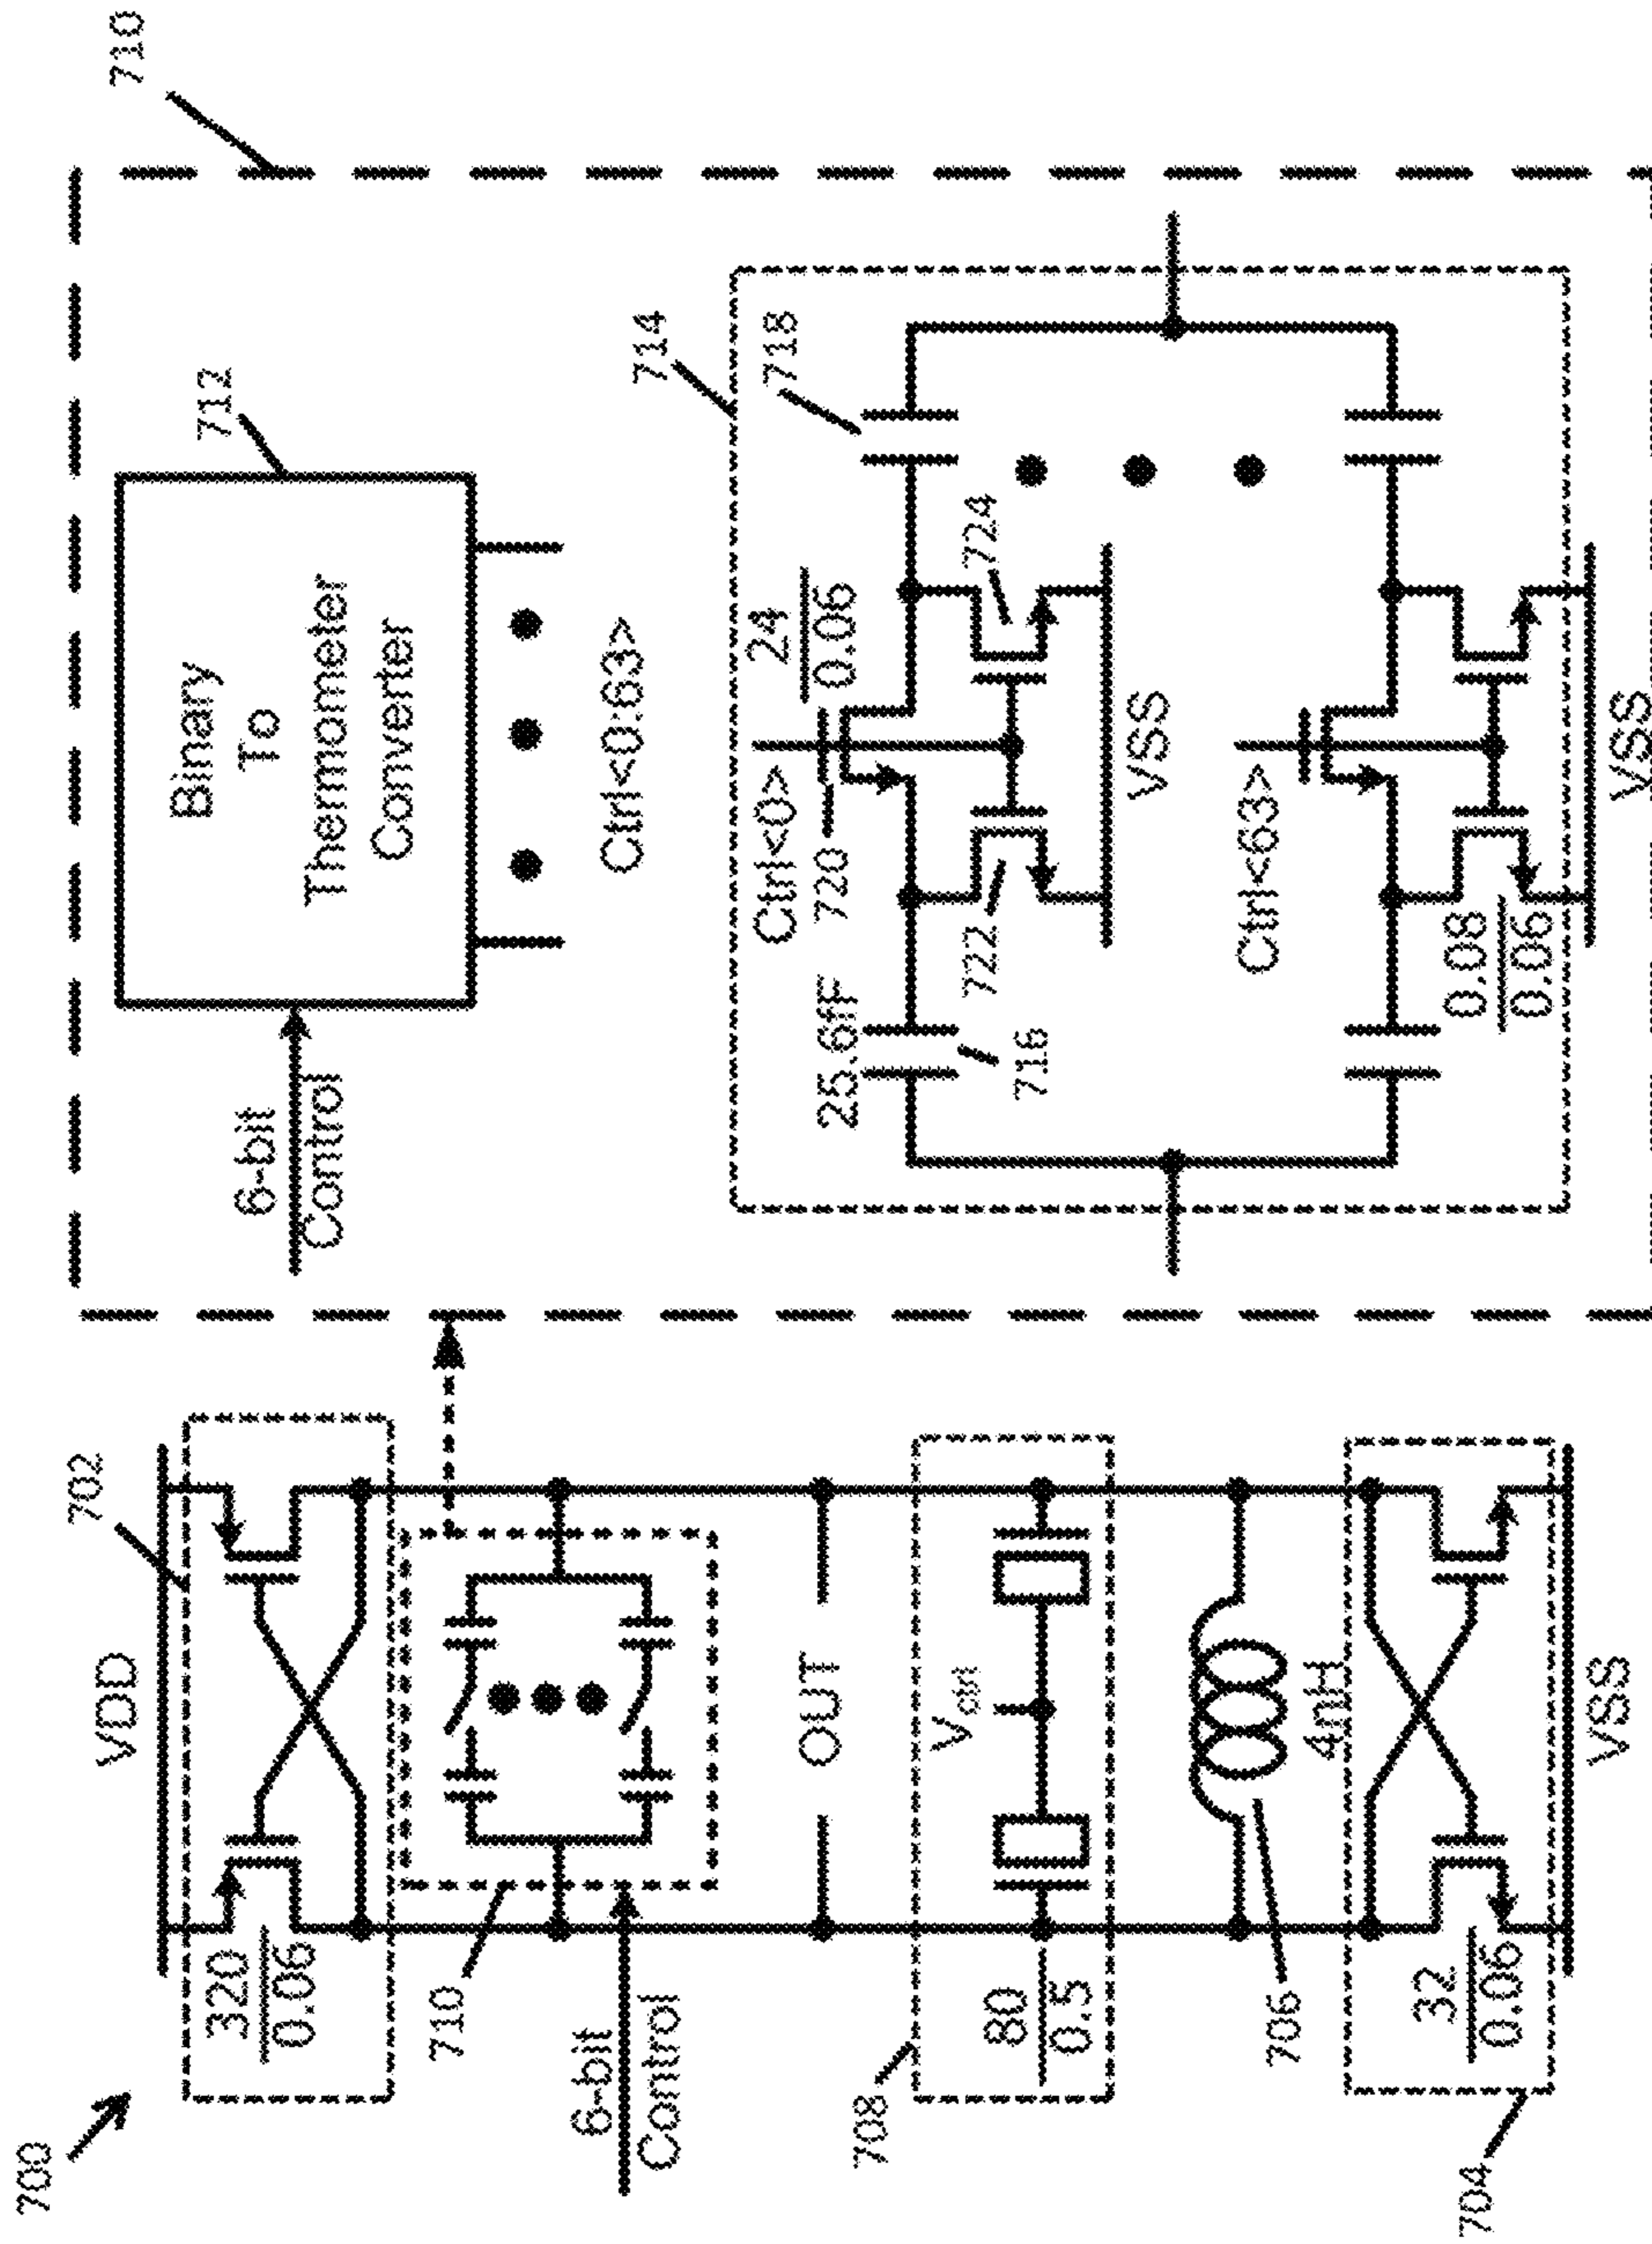 700
VDD
702
320
0.06
710
6-bit
Control
OUT
708
Vctrl
80
0.5
706
4nH
32
0.06
704
VSS
710
6-bit
Control
Binary
To
Thermometer
Converter
712
Ctrl<0:63>
714
Ctrl<0>
24
0.06
718
720
25.6fF
716
722
724
VSS
Ctrl<63>
0.08
0.06
VSS